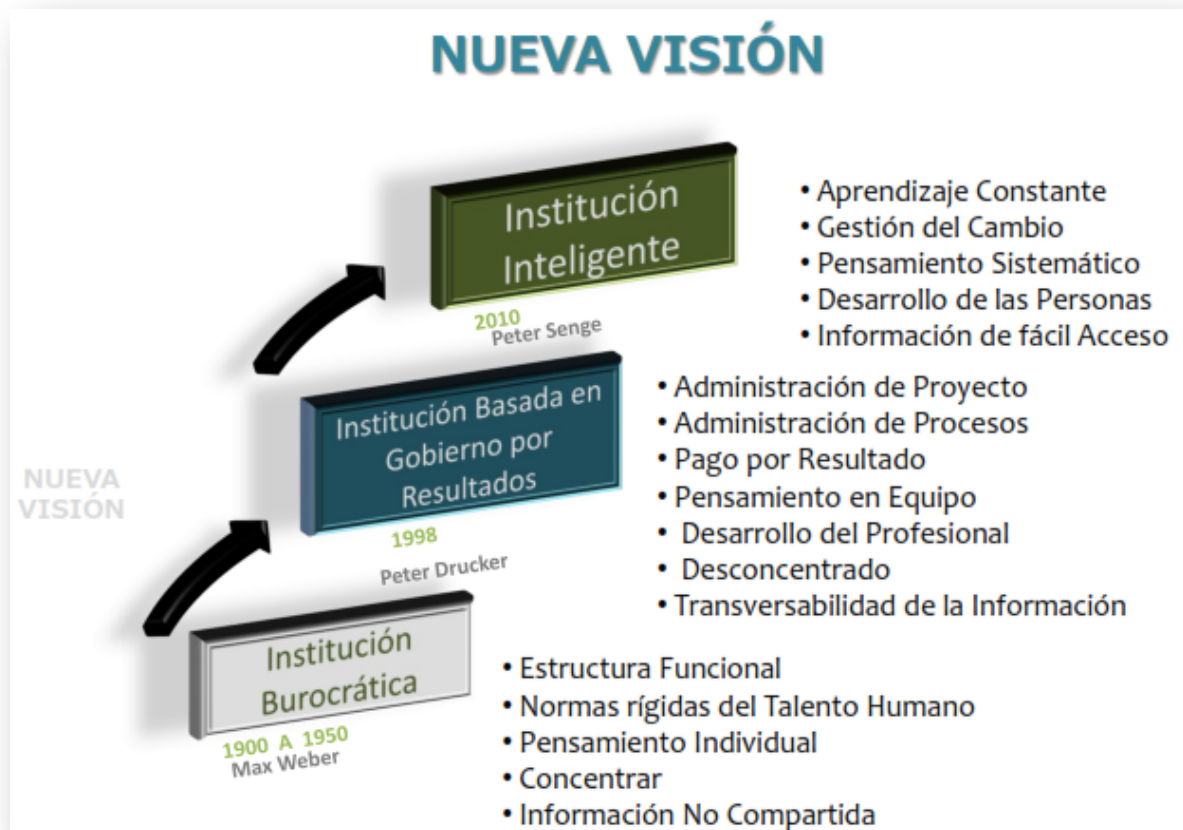 NUEVA VISIÓN
Institución
Inteligente
2010
Peter Senge
• Aprendizaje Constante
• Gestión del Cambio
• Pensamiento Sistemático
• Desarrollo de las Personas
• Información de fácil Acceso
Institución Basada en
Gobierno por
Resultados
1998
Peter Drucker
• Administración de Proyecto
• Administración de Procesos
• Pago por Resultado
• Pensamiento en Equipo
• Desarrollo del Profesional
• Desconcentrado
• Transversabilidad de la Información
NUEVA
VISIÓN
Institución
Burocrática
1900 A 1950
Max Weber
• Estructura Funcional
• Normas rígidas del Talento Humano
• Pensamiento Individual
• Concentrar
• Información No Compartida